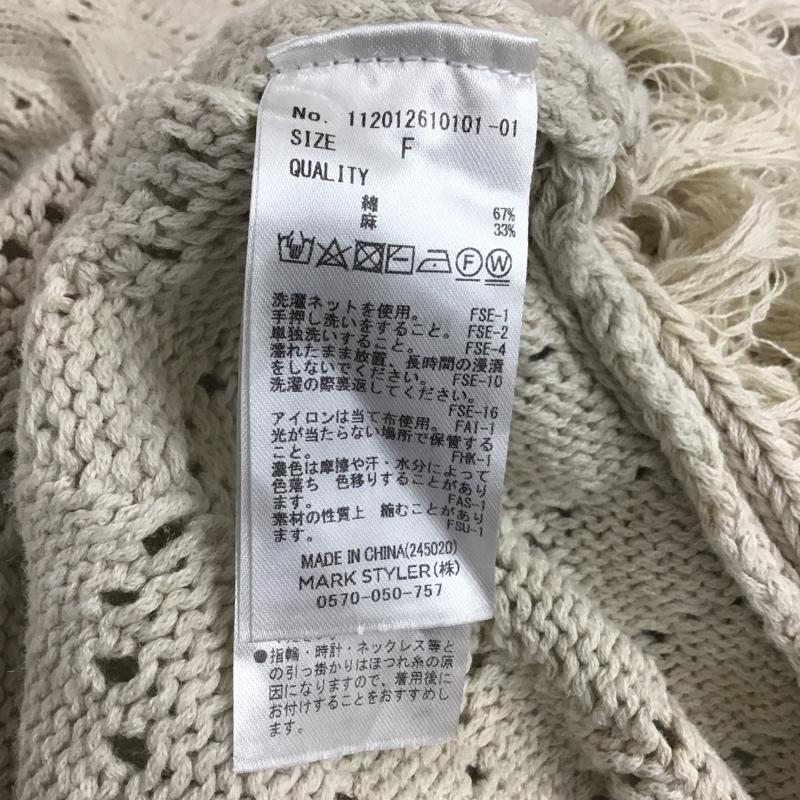 No. 112012610101-01
SIZE F
QUALITY
綿 67%
麻 33%
F W
洗濯ネットを使用。 FSE-1
手押し洗いをすること。 FSE-2
単独洗いすること。 FSE-4
濡れたまま放置、長時間の浸漬
をしないでください。 FSE-10
洗濯の際裏返してください。
FSE-16
アイロンは当て布使用。 FAI-1
光が当たらない場所で保管する
こと。 FHK-1
濃色は摩擦や汗・水分によって
色落ち 色移りすることがあり
ます。 FAS-1
素材の性質上 縮むことがあり
ます。 FSU-1
MADE IN CHINA(245020)
MARK STYLER(株)
0570-050-757
●指輪・時計・ネックレス等と
の引っ掛かりはほつれ糸の原
因になりますので、着用後に
お付けすることをおすすめし
ます。